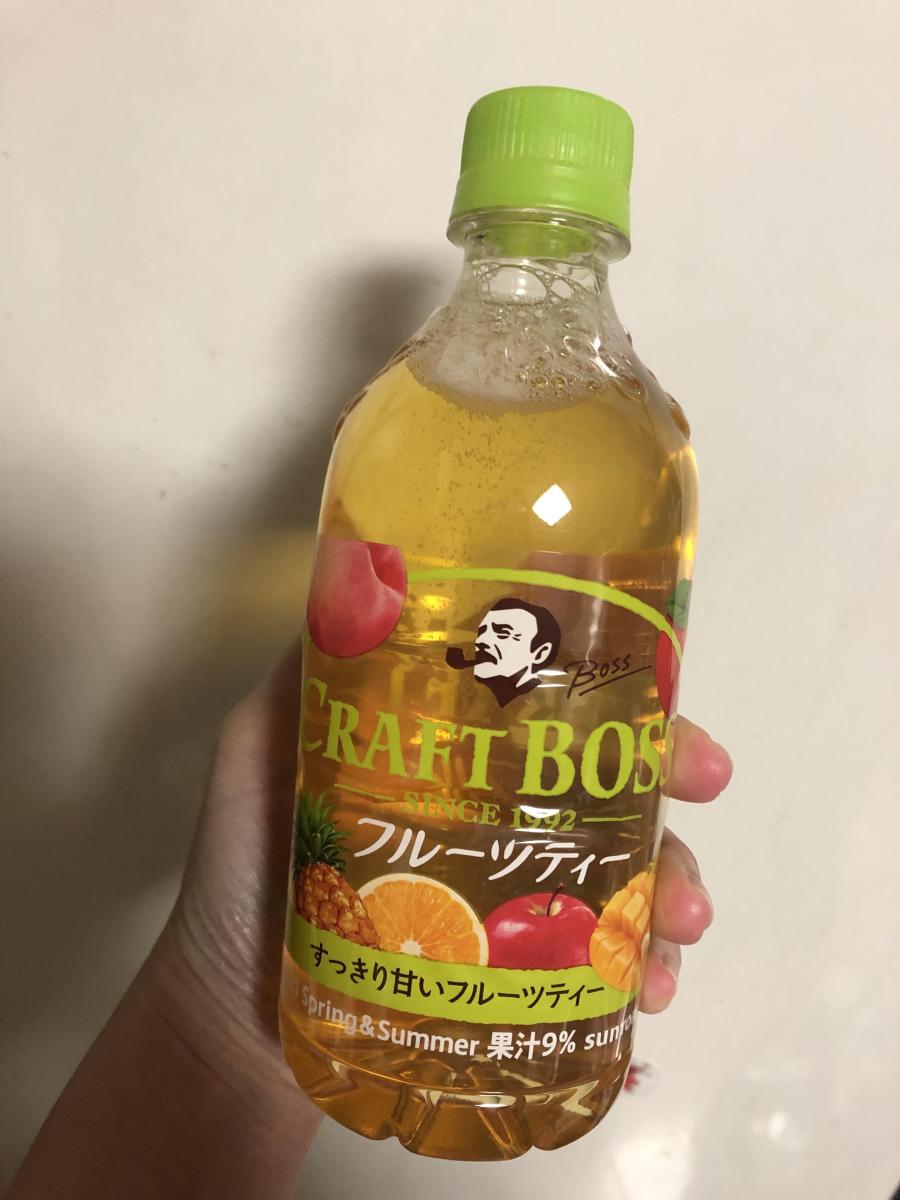 Boss
CRAFT BOSS
SINCE 1992
フルーツティー
すっきり甘いフルーツティー
Spring&Summer 果汁9%